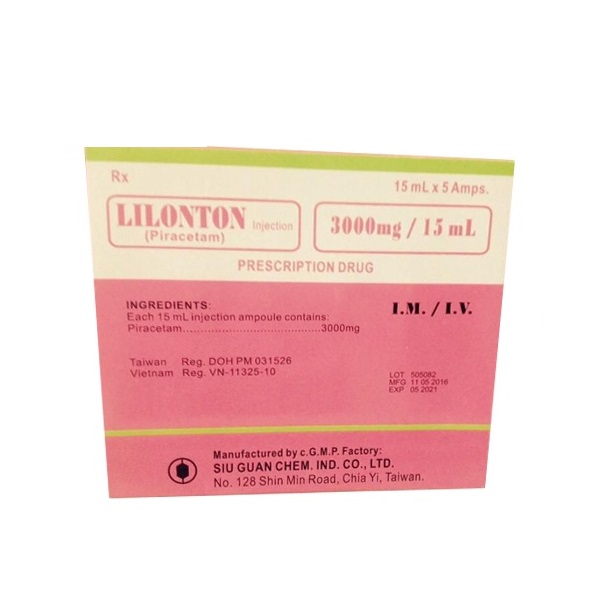 Rx
15 mL x 5 Amps.
LILONTON Injection
(Piracetam)
3000mg / 15 mL
PRESCRIPTION DRUG
INGREDIENTS:
Each 15 mL injection ampoule contains:
Piracetam.....................................3000mg
I.M. / I.V.
Taiwan Reg. DOH PM 031526
Vietnam Reg. VN-11325-10
LOT 505082
MFG 11 05 2016
EXP 05 2021
Manufactured by c.G.M.P. Factory:
SIU GUAN CHEM. IND. CO., LTD.
No. 128 Shin Min Road, Chia Yi, Taiwan.